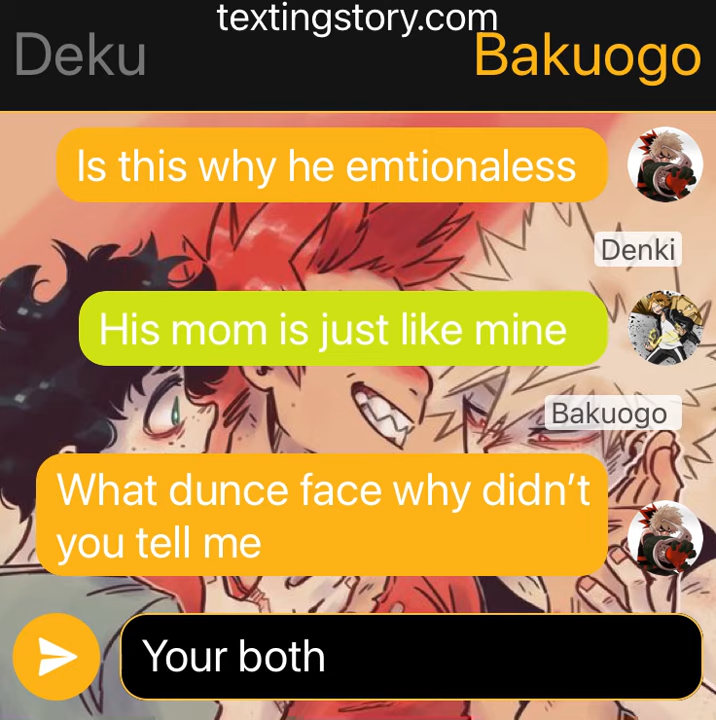 textingstory.com
Deku
Bakuogo
Is this why he emtionaless
Denki
His mom is just like mine
Bakuogo
What dunce face why didn't
you tell me
Your both